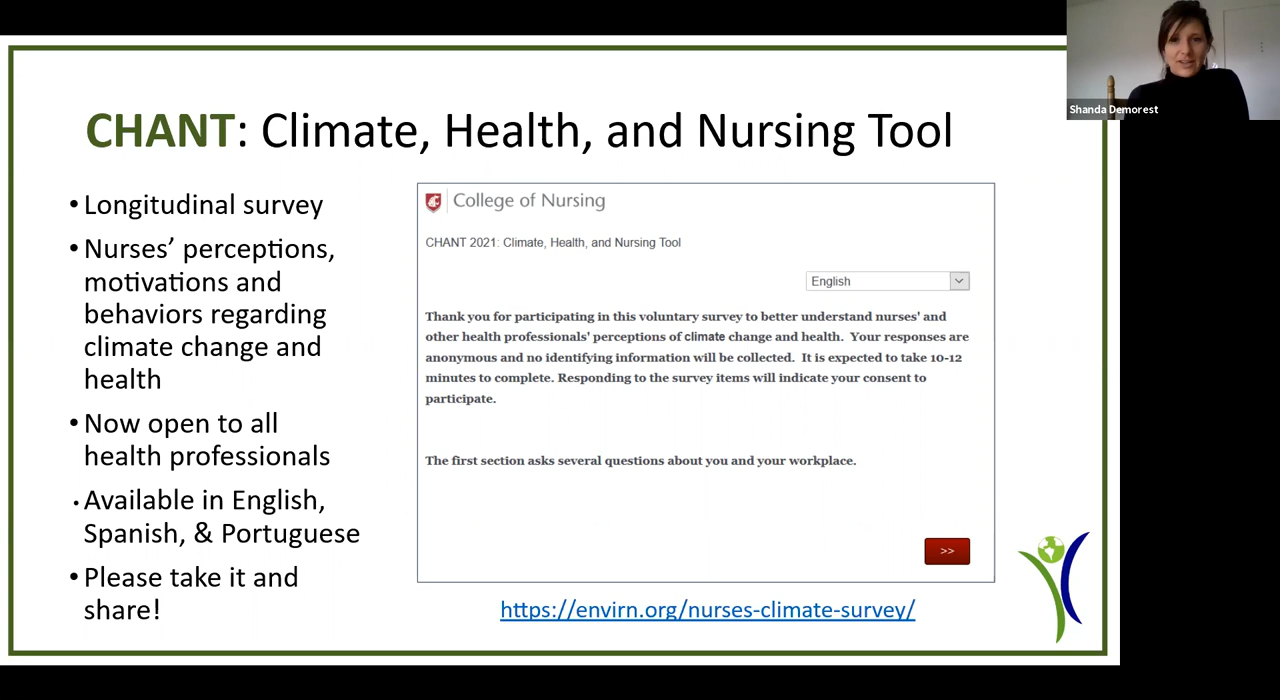 Shanda Demorest
CHANT: Climate, Health, and Nursing Tool
• Longitudinal survey
• Nurses’ perceptions,
motivations and
behaviors regarding
climate change and
health
• Now open to all
health professionals
• Available in English,
Spanish, & Portuguese
• Please take it and
share!
College of Nursing
CHANT 2021: Climate, Health, and Nursing Tool
English
Thank you for participating in this voluntary survey to better understand nurses' and
other health professionals' perceptions of climate change and health.  Your responses are
anonymous and no identifying information will be collected.  It is expected to take 10-12
minutes to complete. Responding to the survey items will indicate your consent to
participate.
The first section asks several questions about you and your workplace.
>>
https://envirn.org/nurses-climate-survey/